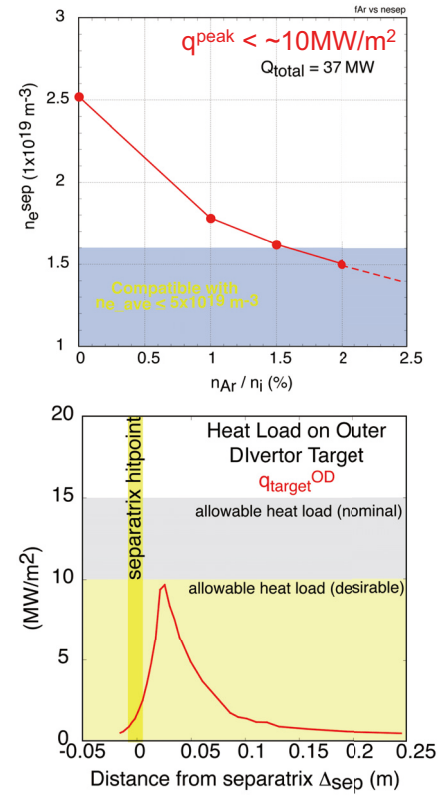 fAr vs nesep
q^peak < ~10MW/m²
Q_total = 37 MW
3
2.5
2
1.5
1
n_e^sep (1x10^19 m^-3)
Compatible with
ne_ave ≤ 5x10^19 m^-3
0 0.5 1 1.5 2 2.5
n_Ar / n_i (%)
20
15
10
5
0
(MW/m²)
separatrix hitpoint
Heat Load on Outer
DIvertor Target
q_target^OD
allowable heat load (nominal)
allowable heat load (desirable)
-0.05 0 0.05 0.1 0.15 0.2 0.25
Distance from separatrix Δ_sep (m)